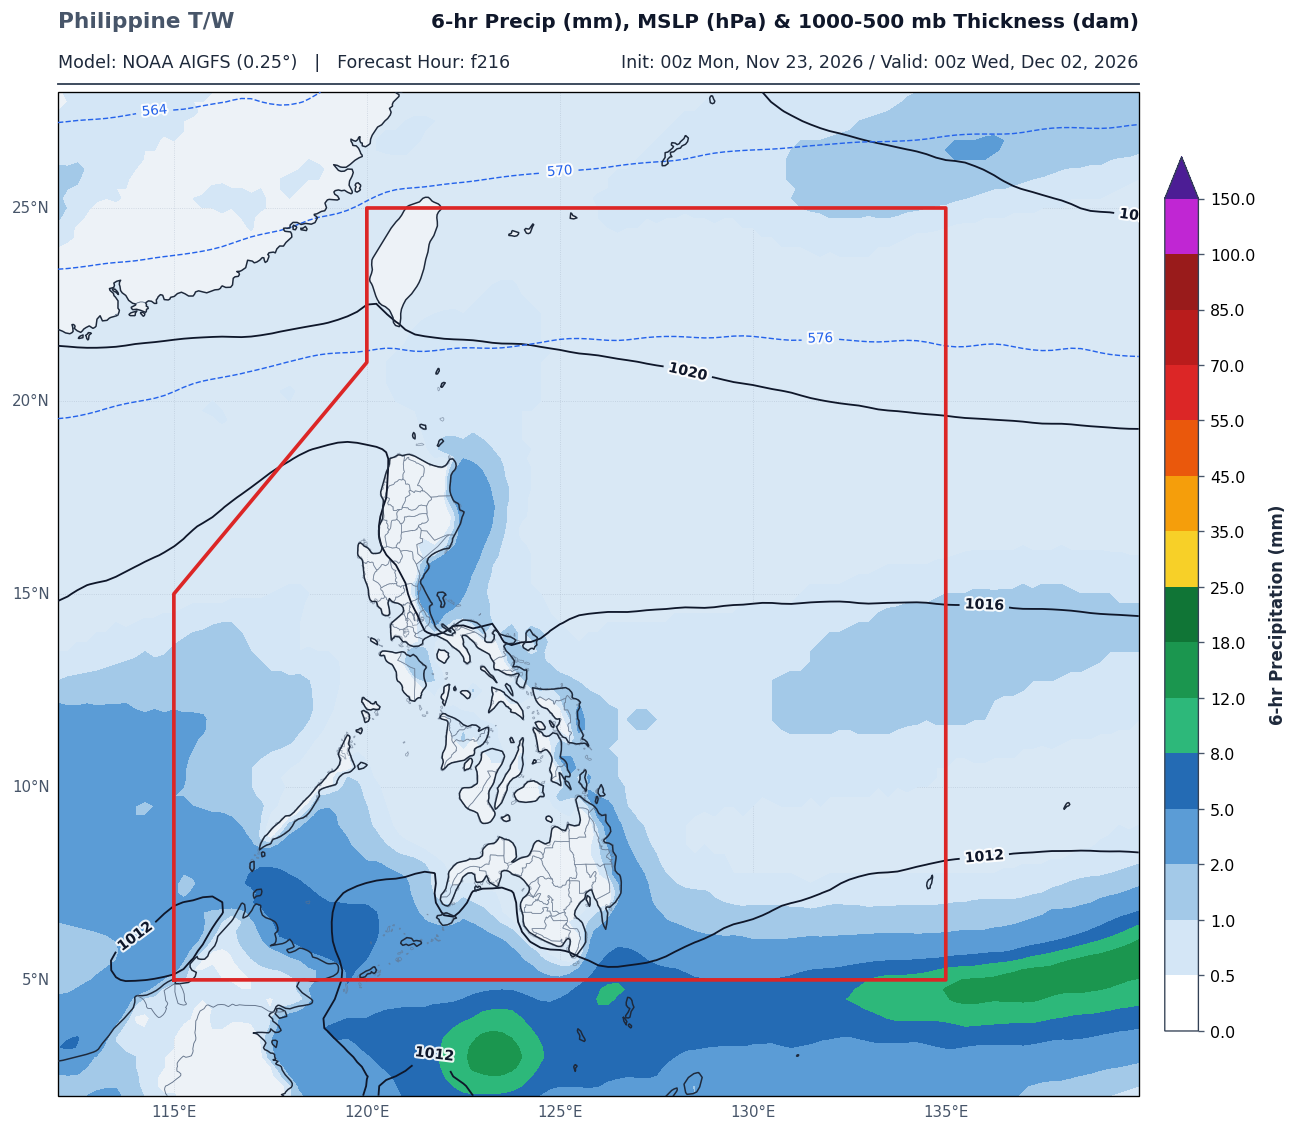 Philippine T/W
6-hr Precip (mm), MSLP (hPa) & 1000-500 mb Thickness (dam)
Model: NOAA AIGFS (0.25°) | Forecast Hour: f216
Init: 00z Mon, Nov 23, 2026 / Valid: 00z Wed, Dec 02, 2026
564
570
10
576
1020
1016
1012
1012
1012
25°N
20°N
15°N
10°N
5°N
115°E
120°E
125°E
130°E
135°E
150.0
100.0
85.0
70.0
55.0
45.0
35.0
25.0
18.0
12.0
8.0
5.0
2.0
1.0
0.5
0.0
6-hr Precipitation (mm)